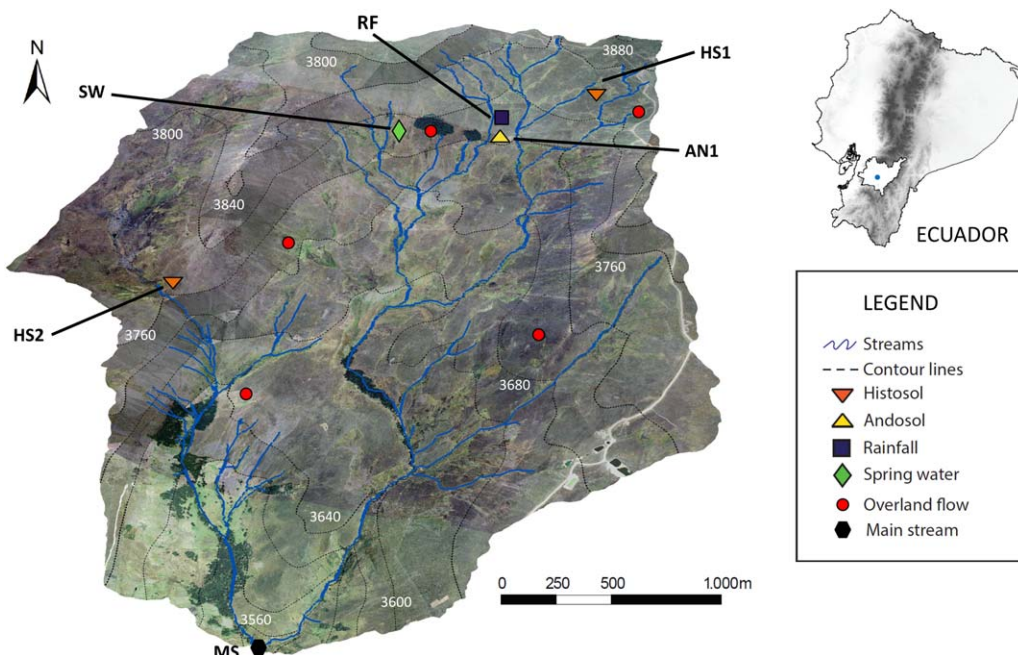 RF
N
3800
3880
HS1
SW
AN1
3800
3840
3760
HS2
3760
3680
3640
3600
3560
MS
0 250 500 1.000m
ECUADOR
LEGEND
Streams
Contour lines
Histosol
Andosol
Rainfall
Spring water
Overland flow
Main stream